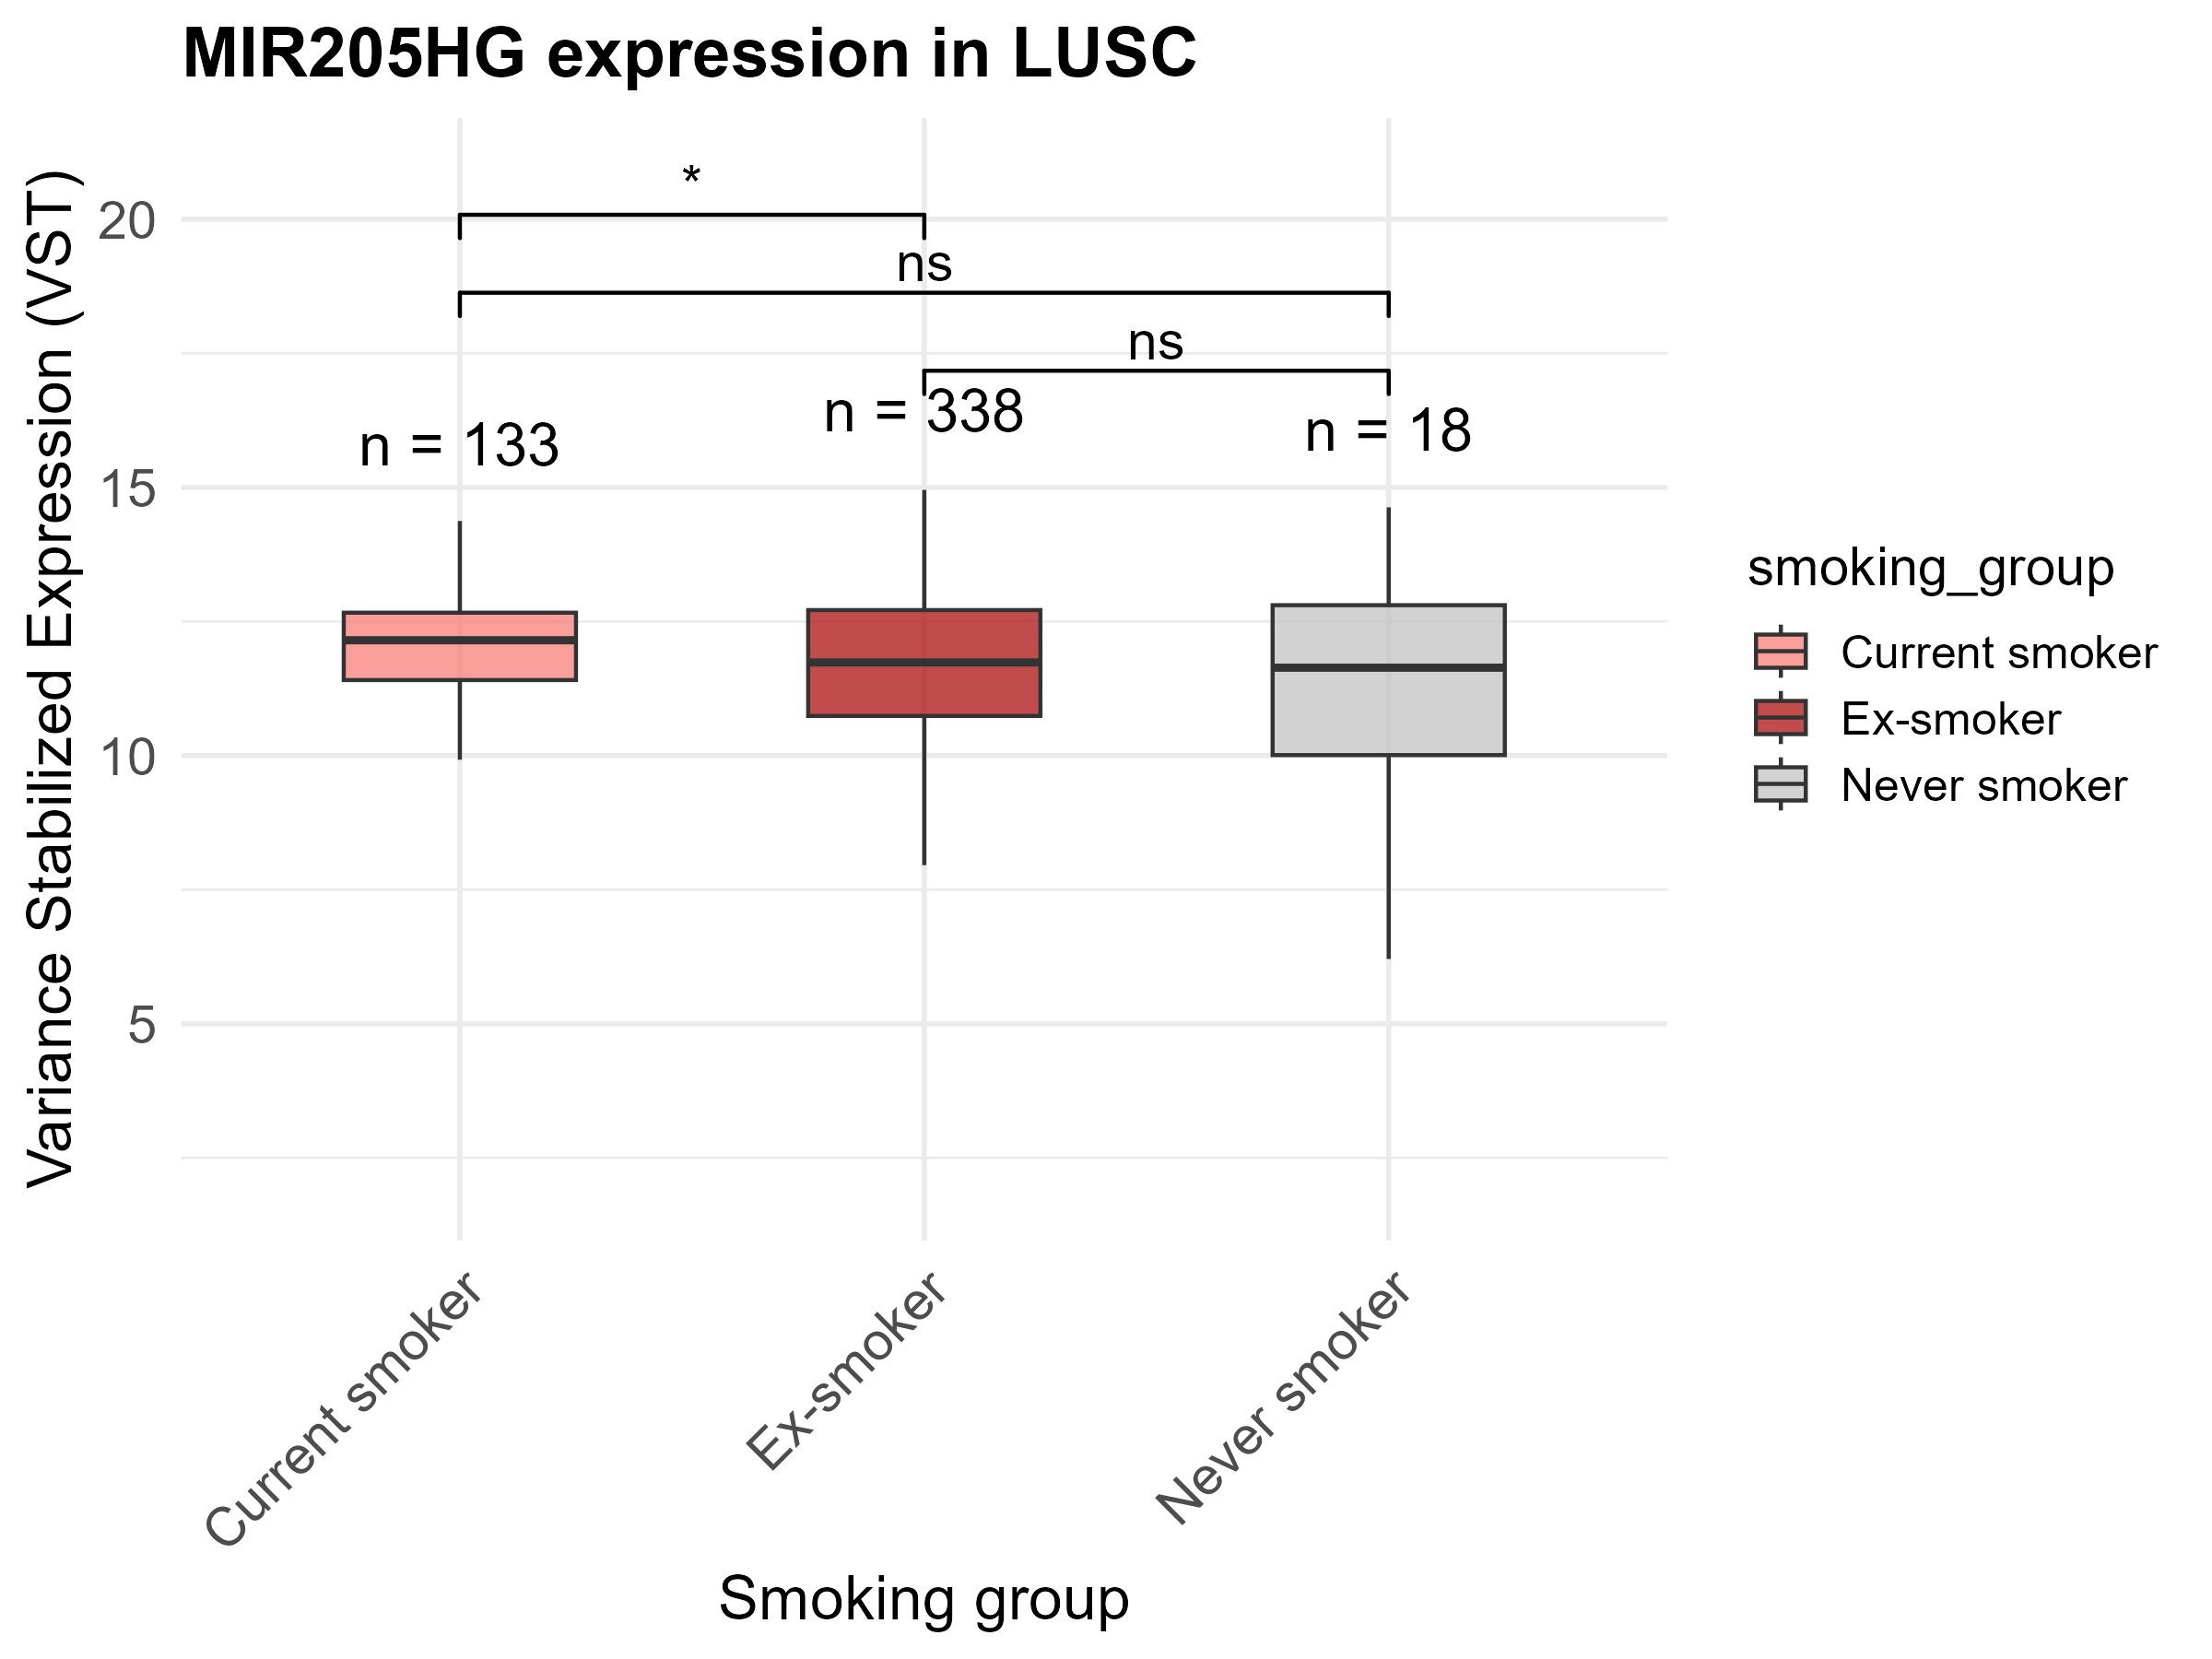 MIR205HG expression in LUSC
Variance Stabilized Expression (VST)
20
15
10
5
*
ns
ns
n = 133
n = 338
n = 18
Current smoker
Ex-smoker
Never smoker
Smoking group
smoking_group
Current smoker
Ex-smoker
Never smoker